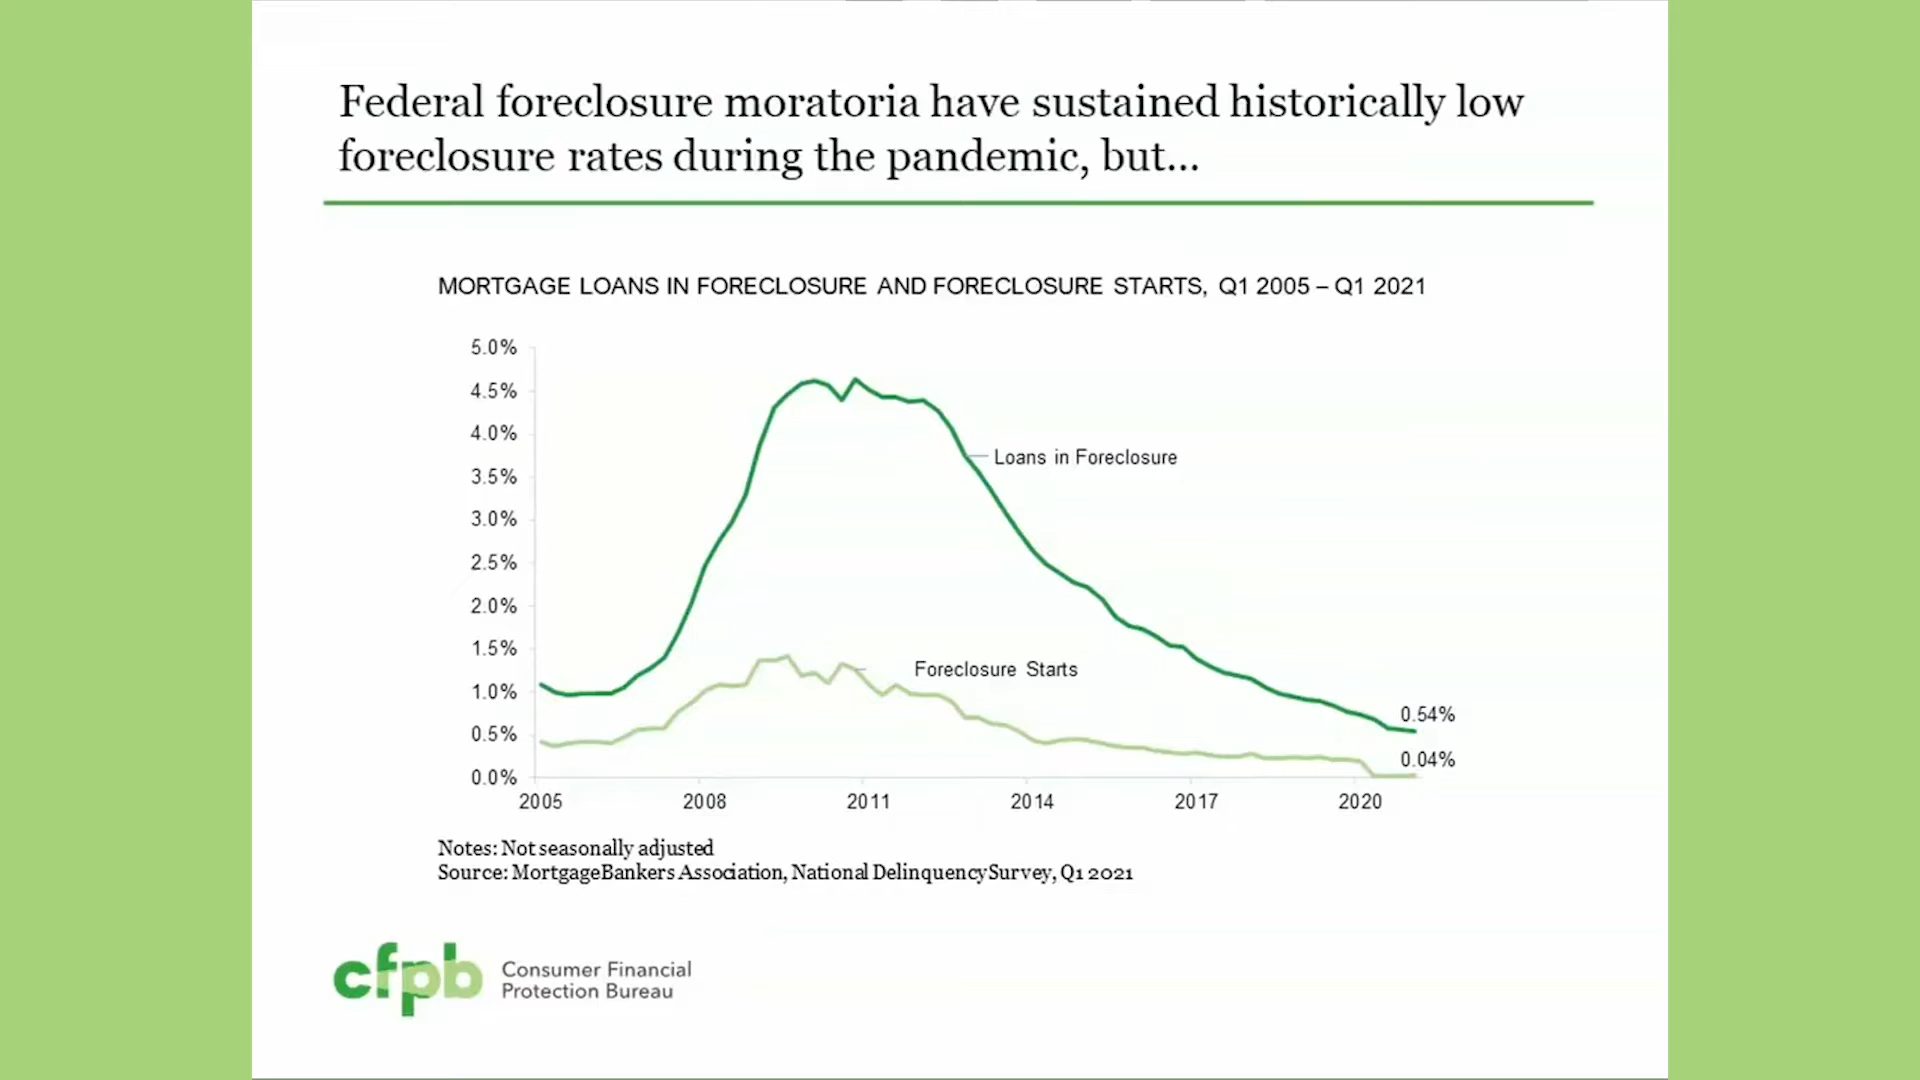 Federal foreclosure moratoria have sustained historically low
foreclosure rates during the pandemic, but...
MORTGAGE LOANS IN FORECLOSURE AND FORECLOSURE STARTS, Q1 2005 – Q1 2021
5.0%
4.5%
4.0%
3.5%
3.0%
2.5%
2.0%
1.5%
1.0%
0.5%
0.0%
Loans in Foreclosure
Foreclosure Starts
0.54%
0.04%
2005 2008 2011 2014 2017 2020
Notes: Not seasonally adjusted
Source: Mortgage Bankers Association, National Delinquency Survey, Q1 2021
cfpb
Consumer Financial
Protection Bureau